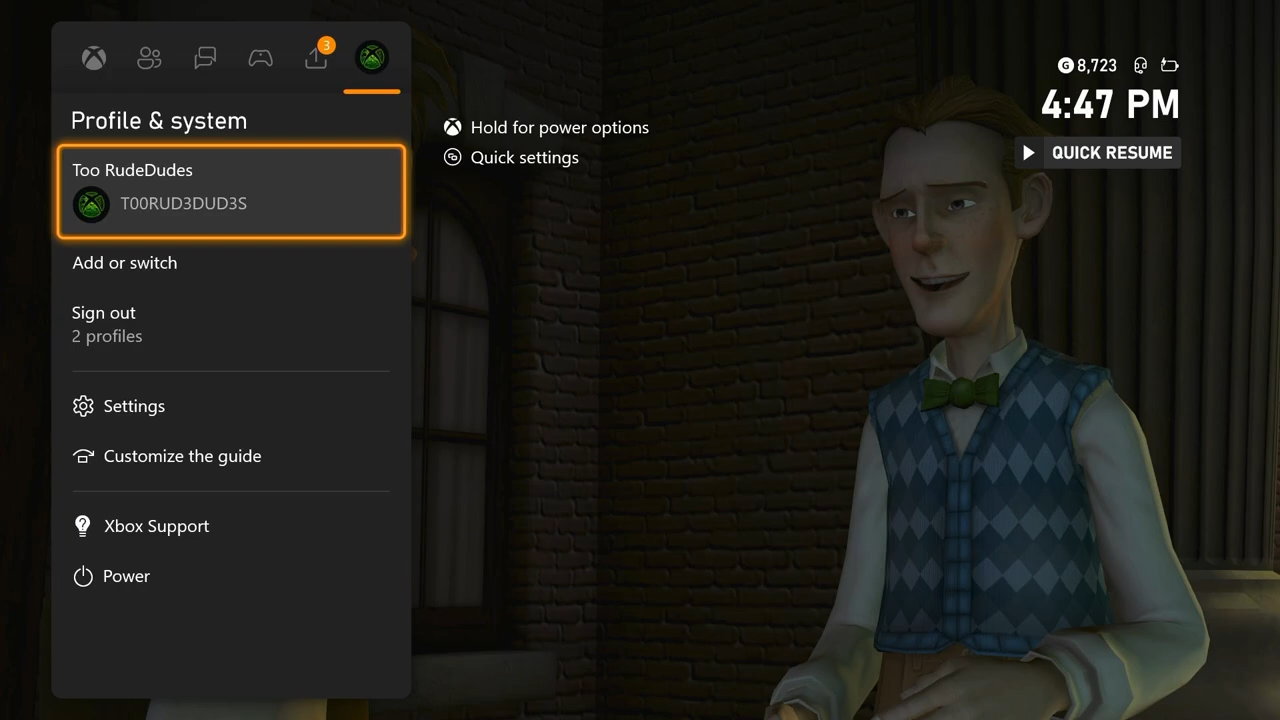 3
Profile & system
Too RudeDudes
T00RUD3DUD3S
Add or switch
Sign out
2 profiles
Settings
Customize the guide
Xbox Support
Power
Hold for power options
Quick settings
G 8,723
4:47 PM
QUICK RESUME